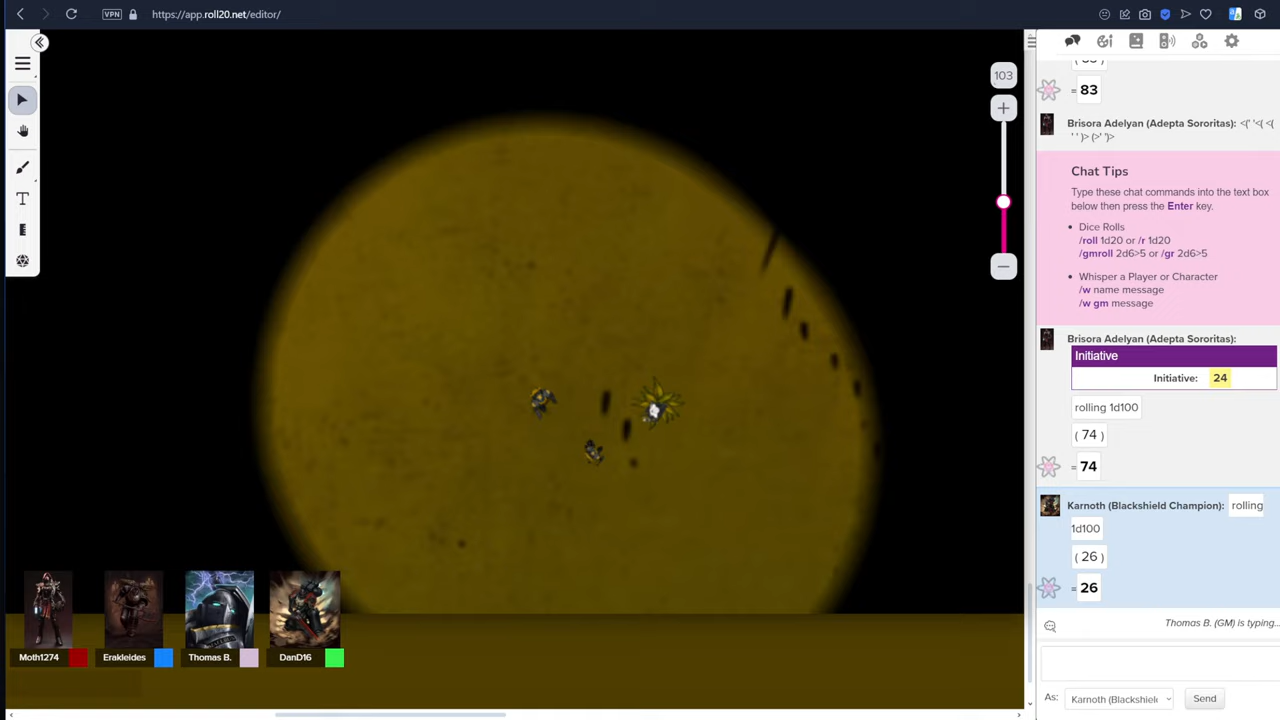 VPN
https://app.roll20.net/editor/
103
= 83
Brisora Adelyan (Adepta Sororitas): <(' '<( <(
' ' )> (>' ')>
Chat Tips
Type these chat commands into the text box
below then press the Enter key.
Dice Rolls
/roll 1d20 or /r 1d20
/gmroll 2d6>5 or /gr 2d6>5
Whisper a Player or Character
/w name message
/w gm message
Brisora Adelyan (Adepta Sororitas):
Initiative
Initiative: 24
rolling 1d100
( 74 )
= 74
Karnoth (Blackshield Champion): rolling
1d100
( 26 )
= 26
Thomas B. (GM) is typing...
Moth1274
Erakleides
Thomas B.
DanD16
As:
Karnoth (Blackshiel
Send